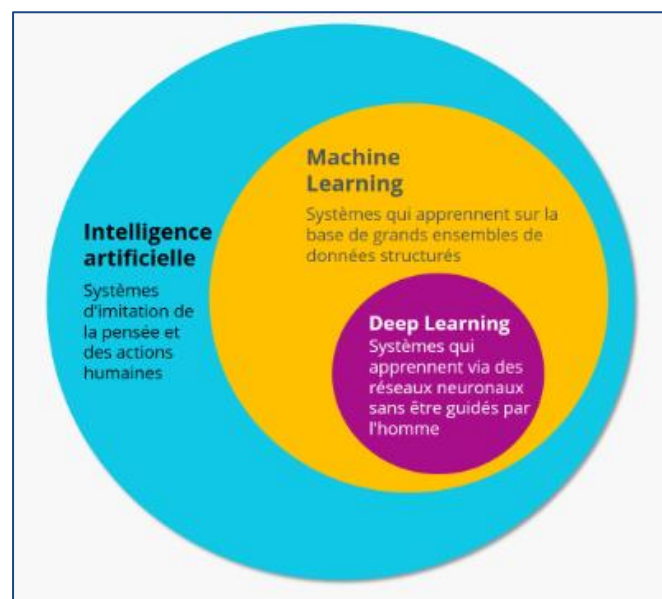 Machine
Learning
Systèmes qui apprennent sur la
base de grands ensembles de
données structurés
Intelligence
artificielle
Systèmes
d'imitation de
la pensée et
des actions
humaines
Deep Learning
Systèmes qui
apprennent via des
réseaux neuronaux
sans être guidés par
l'homme